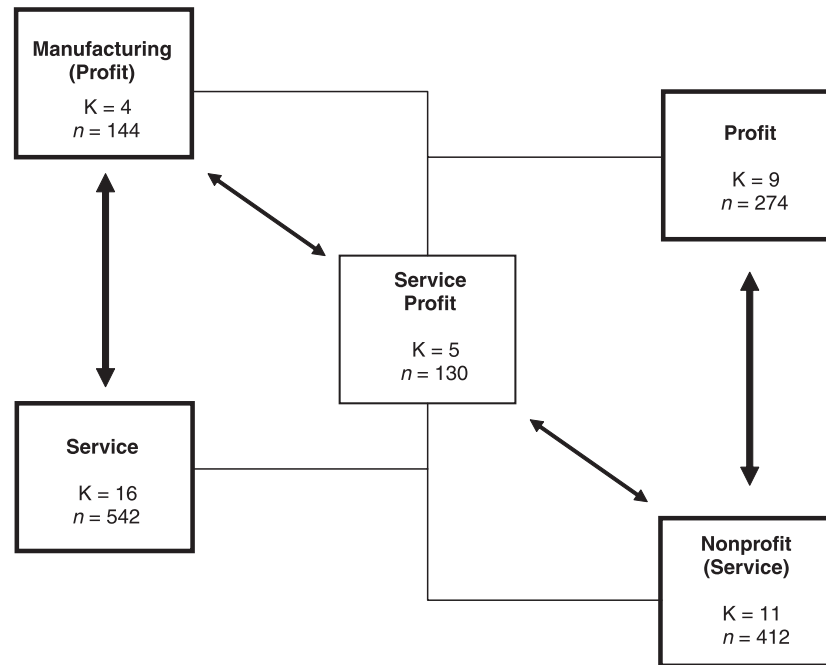 Manufacturing
(Profit)
K = 4
n = 144
Profit
K = 9
n = 274
Service
Profit
K = 5
n = 130
Service
K = 16
n = 542
Nonprofit
(Service)
K = 11
n = 412